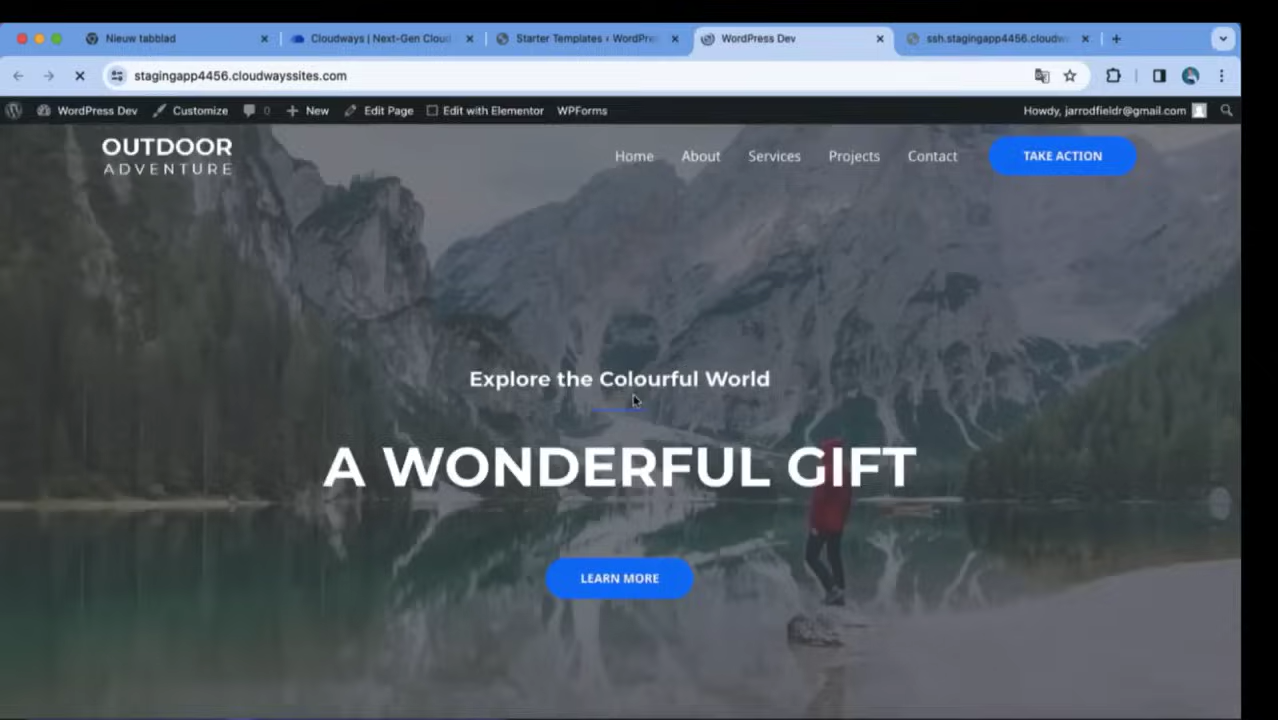 Nieuw tabblad
Cloudways | Next-Gen Cloud
Starter Templates ‹ WordPre
WordPress Dev
ssh.stagingapp4456.cloudw
stagingapp4456.cloudwayssites.com
WordPress Dev
Customize
0
New
Edit Page
Edit with Elementor
WPForms
Howdy, jarrodfieldr@gmail.com
OUTDOOR
ADVENTURE
Home
About
Services
Projects
Contact
TAKE ACTION
Explore the Colourful World
A WONDERFUL GIFT
LEARN MORE